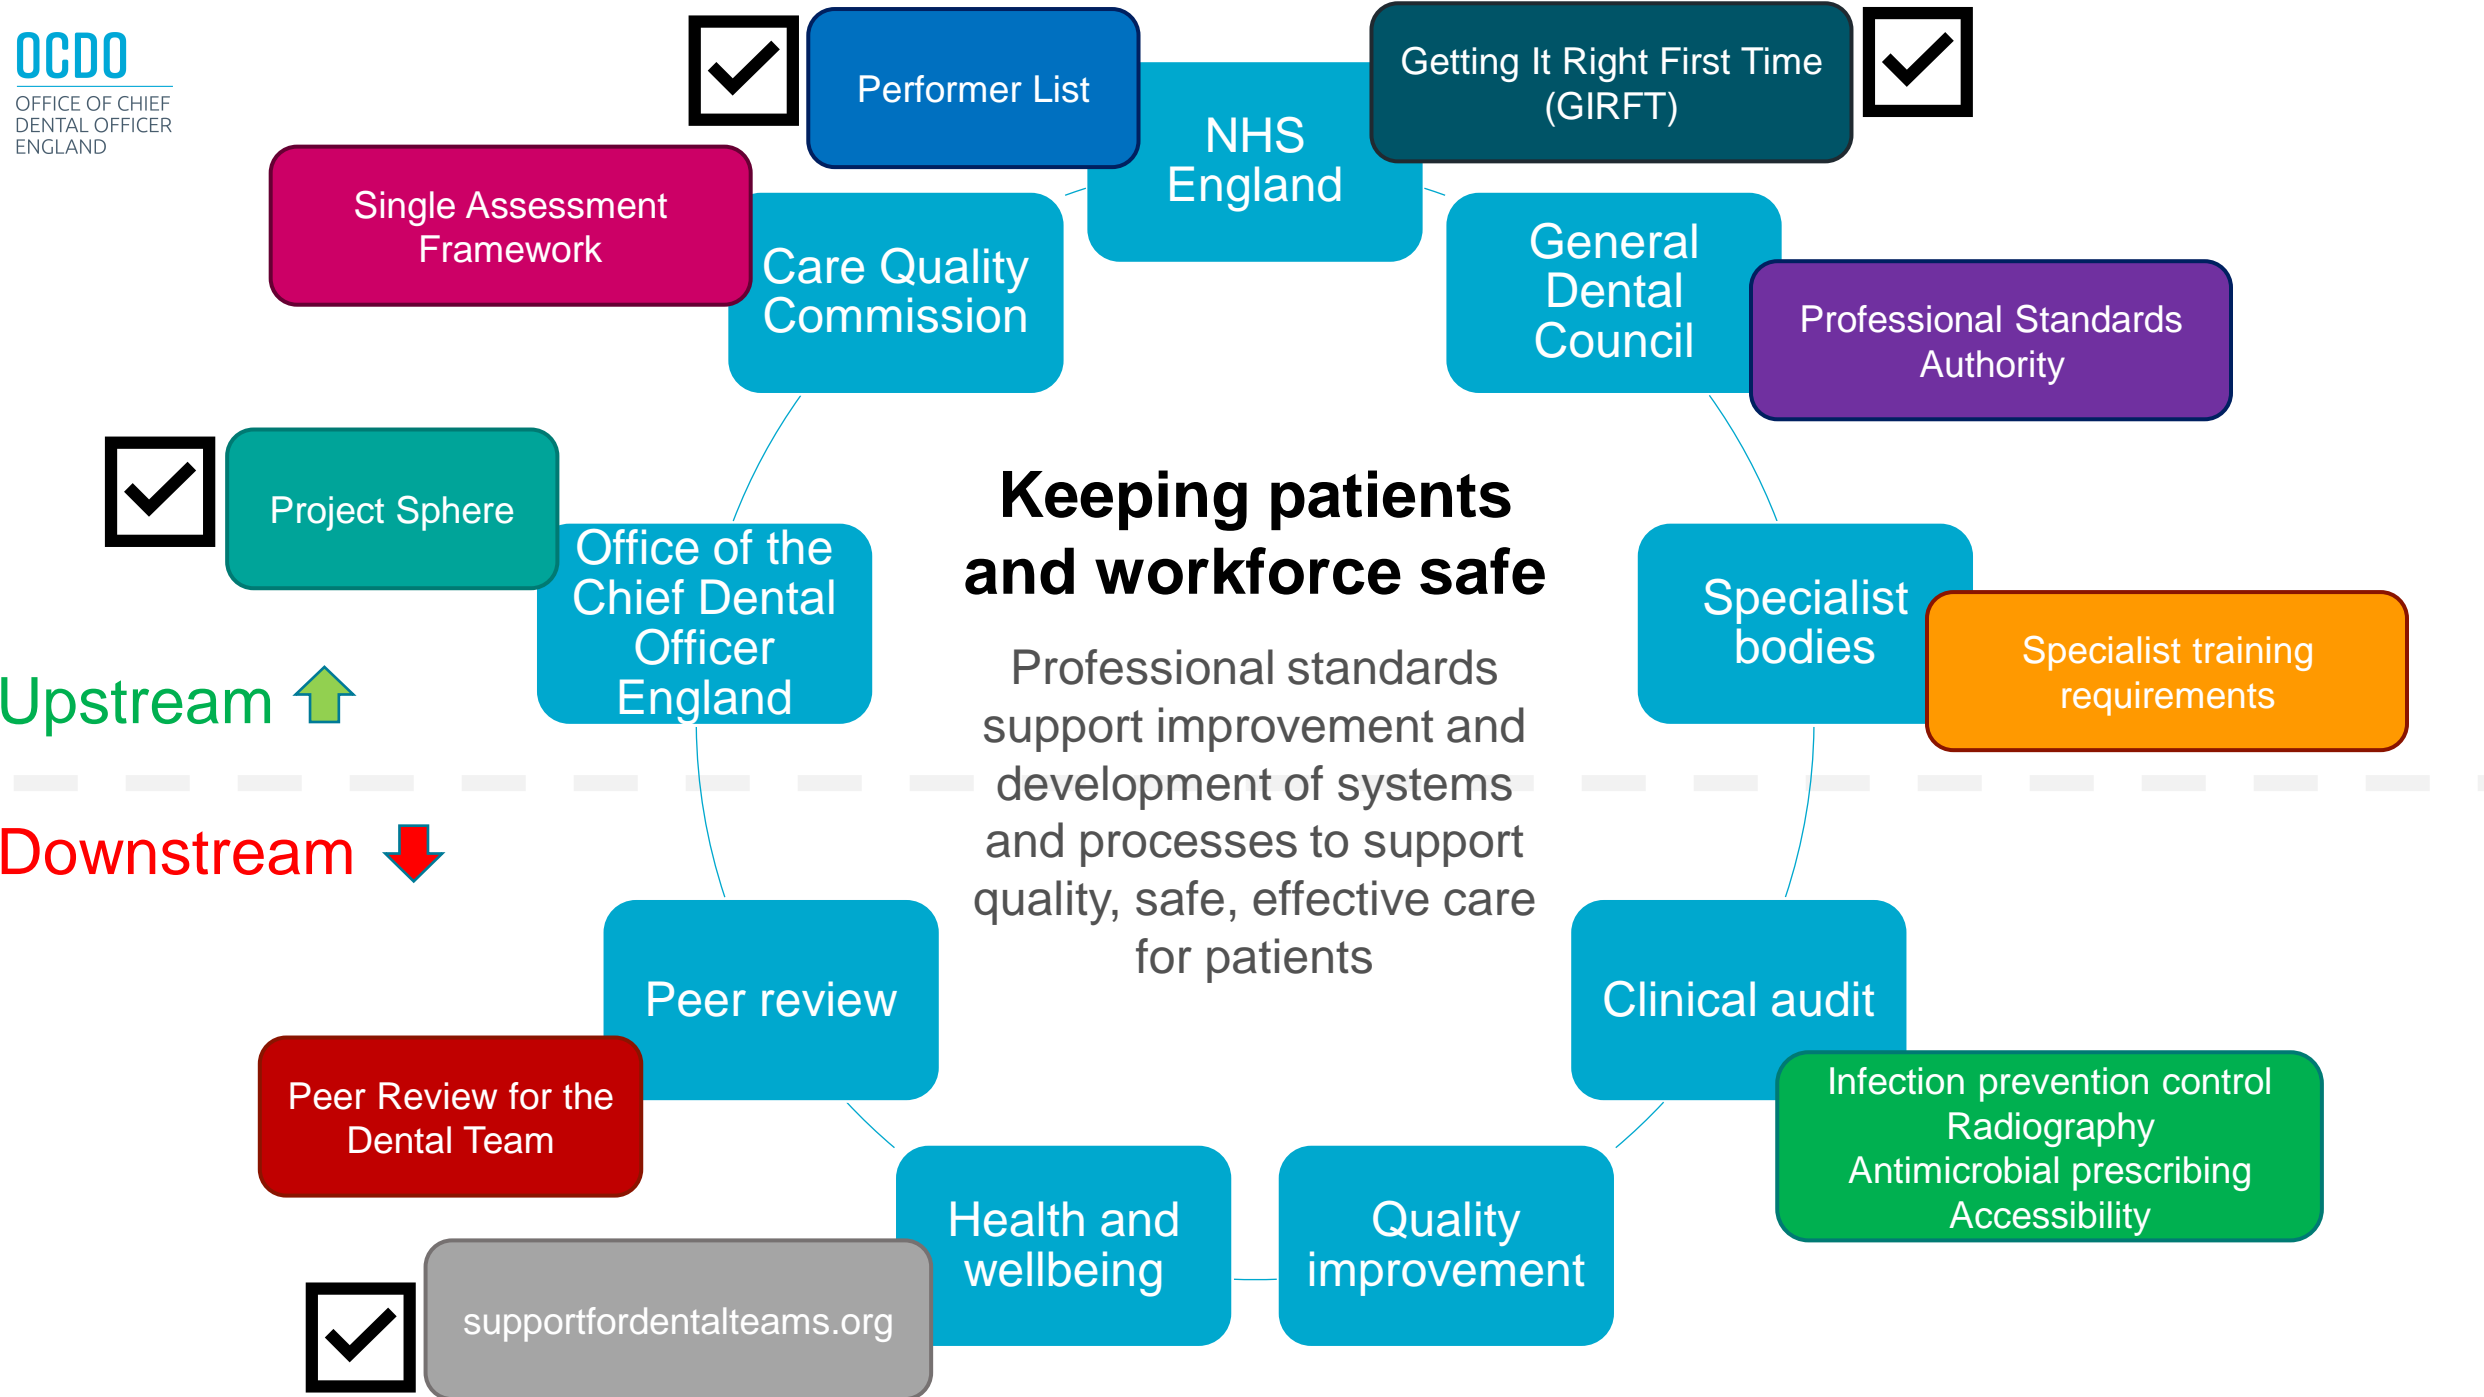 OCDO
OFFICE OF CHIEF
DENTAL OFFICER
ENGLAND
Performer List
Getting It Right First Time
(GIRFT)
NHS
England
Single Assessment
Framework
Care Quality
Commission
General
Dental
Council
Professional Standards
Authority
Project Sphere
Office of the
Chief Dental
Officer
England
Keeping patients
and workforce safe
Specialist
bodies
Specialist training
requirements
Professional standards
support improvement and
development of systems
and processes to support
quality, safe, effective care
for patients
Upstream
Downstream
Peer review
Peer Review for the
Dental Team
Clinical audit
Infection prevention control
Radiography
Antimicrobial prescribing
Accessibility
Health and
wellbeing
supportfordentalteams.org
Quality
improvement